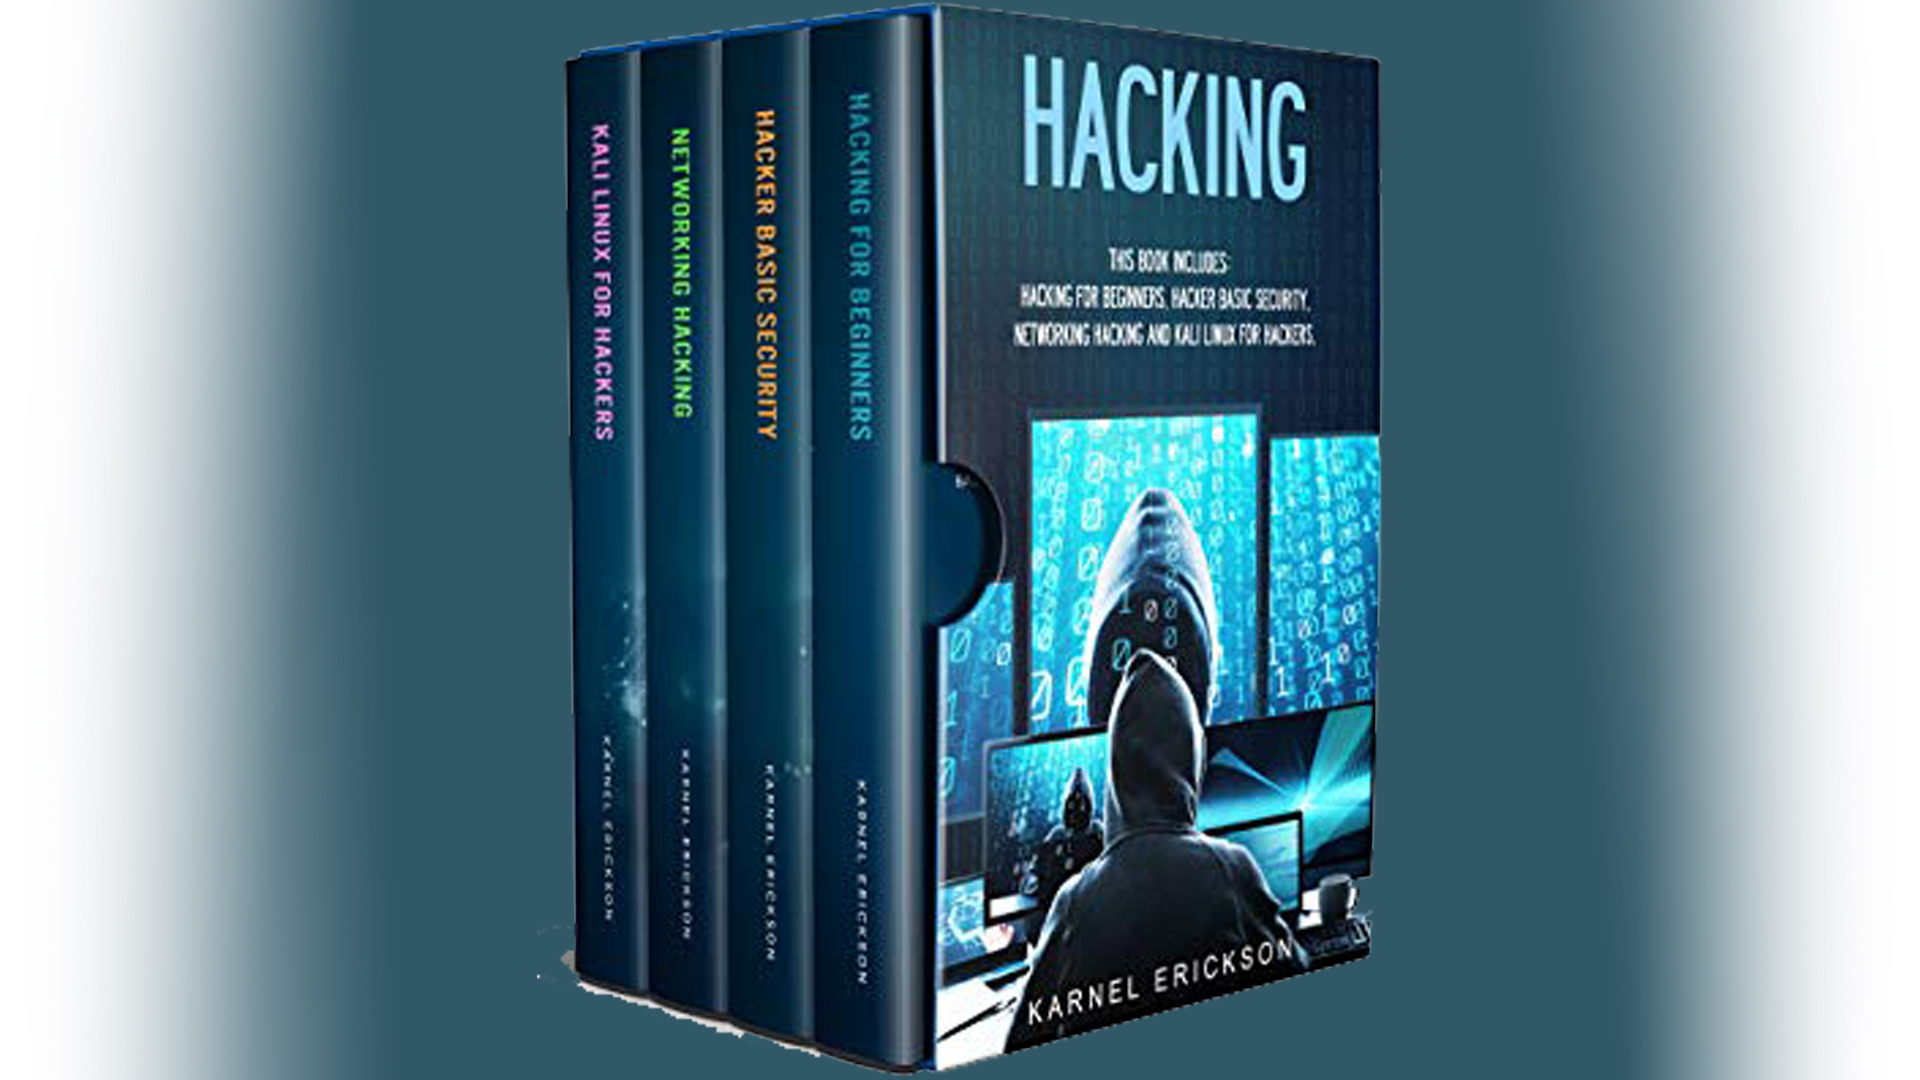 KALI LINUX FOR HACKERS
KARNEL ERICKSON
NETWORKING HACKING
KARNEL ERICKSON
HACKER BASIC SECURITY
KARNEL ERICKSON
HACKING FOR BEGINNERS
KARNEL ERICKSON
HACKING
THIS BOOK INCLUDES:
HACKING FOR BEGINNERS, HACKER BASIC SECURITY,
NETWORKING HACKING AND KALI LINUX FOR HACKERS.
KARNEL ERICKSON